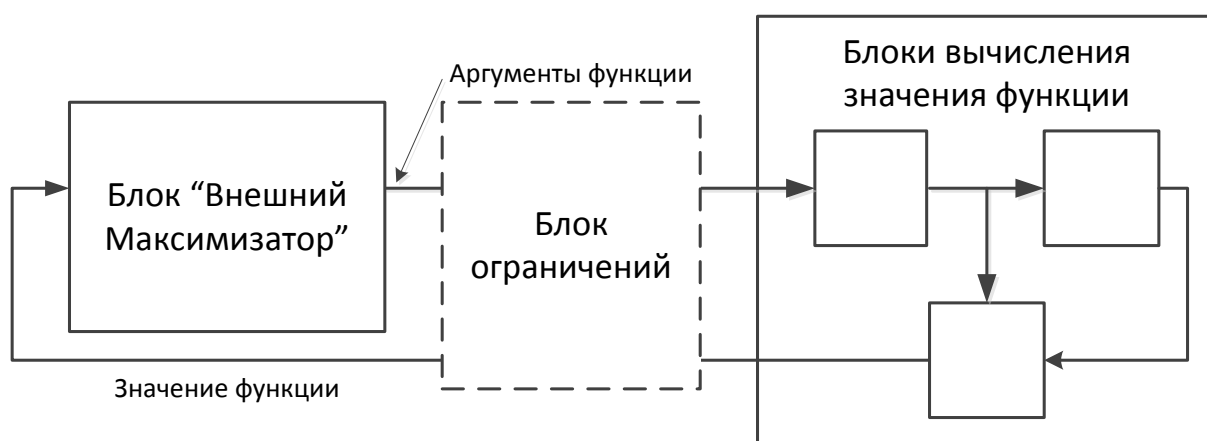 Блоки вычисления
значения функции
Аргументы функции
Блок “Внешний
Максимизатор”
Блок
ограничений
Значение функции